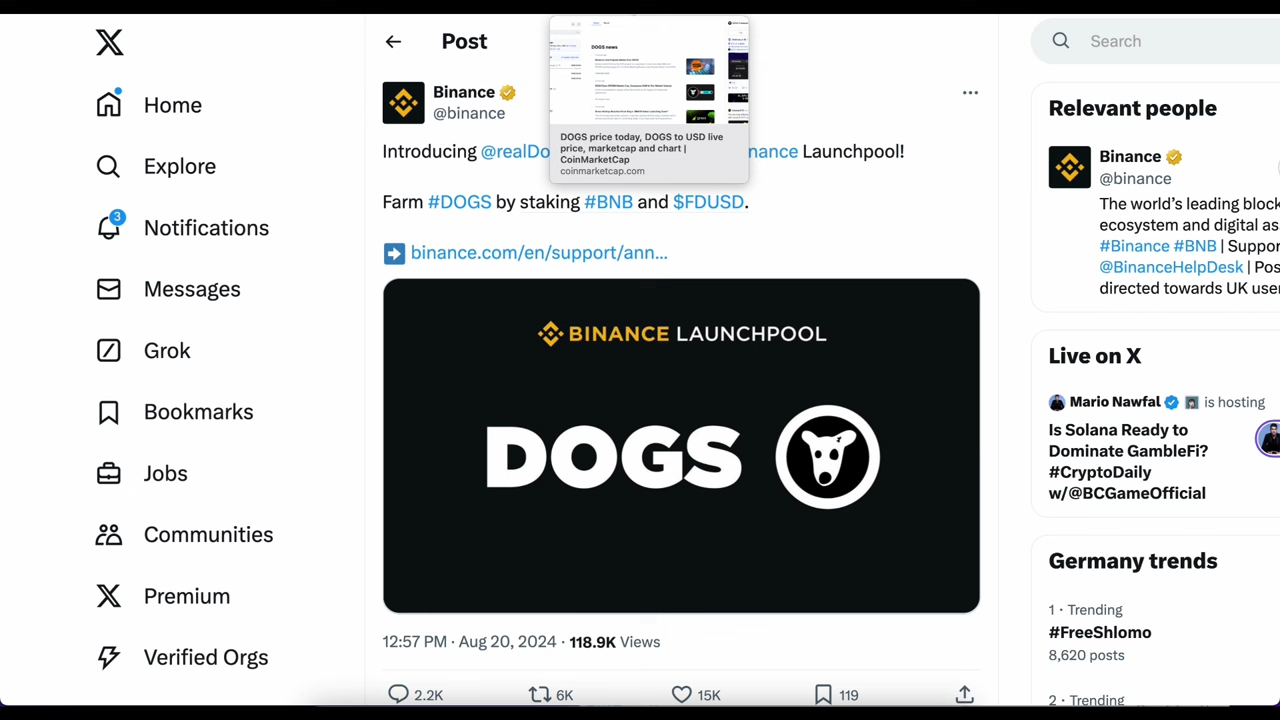 Home
Explore
3
Notifications
Messages
Grok
Bookmarks
Jobs
Communities
Premium
Verified Orgs
Post
Binance
@binance
Introducing @realDo
nance Launchpool!
Farm #DOGS by staking #BNB and $FDUSD.
binance.com/en/support/ann...
BINANCE LAUNCHPOOL
DOGS
12:57 PM · Aug 20, 2024 · 118.9K Views
2.2K
6K
15K
119
DOGS news
DOGS price today, DOGS to USD live
price, marketcap and chart |
CoinMarketCap
coinmarketcap.com
Search
Relevant people
Binance
@binance
The world's leading block
ecosystem and digital as
#Binance #BNB | Suppor
@BinanceHelpDesk | Pos
directed towards UK use
Live on X
Mario Nawfal is hosting
Is Solana Ready to
Dominate GambleFi?
#CryptoDaily
w/@BCGameOfficial
Germany trends
1 · Trending
#FreeShlomo
8,620 posts
2 · Trending